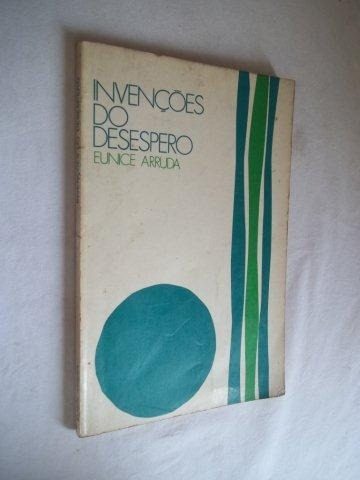 INVENÇÕES
DO
DESESPERO
EUNICE ARRUDA